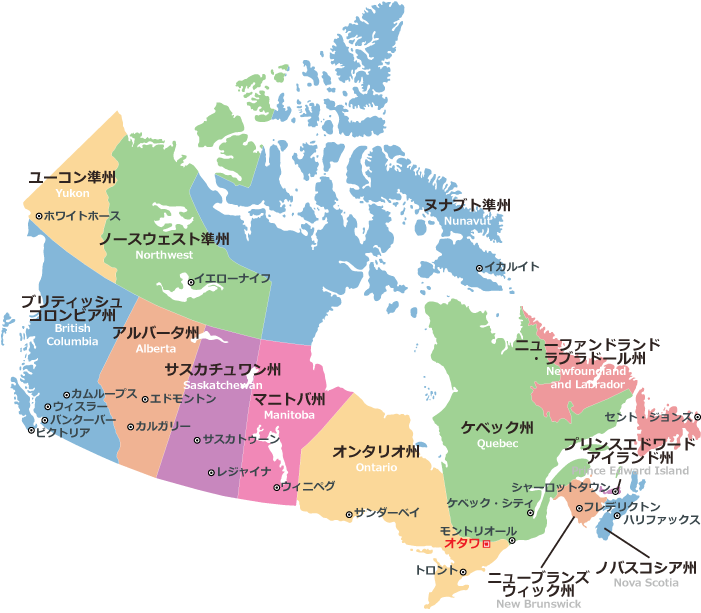 ユーコン準州
Yukon
ホワイトホース
ノースウェスト準州
Northwest
イエローナイフ
ヌナブト準州
Nunavut
イカルイト
ブリティッシュ
コロンビア州
British
Columbia
カムループス
ウィスラー
バンクーバー
ビクトリア
アルバータ州
Alberta
エドモントン
カルガリー
サスカチュワン州
Saskatchewan
サスカトゥーン
レジャイナ
マニトバ州
Manitoba
ウィニペグ
オンタリオ州
Ontario
サンダーベイ
オタワ
トロント
ケベック州
Quebec
ケベック・シティ
モントリオール
ニューファンドランド
・ラブラドール州
Newfoundland
and Labrador
セント・ジョンズ
プリンスエドワード
アイランド州
Prince Edward Island
シャーロットタウン
フレデリクトン
ハリファックス
ノバスコシア州
Nova Scotia
ニューブランズ
ウィック州
New Brunswick